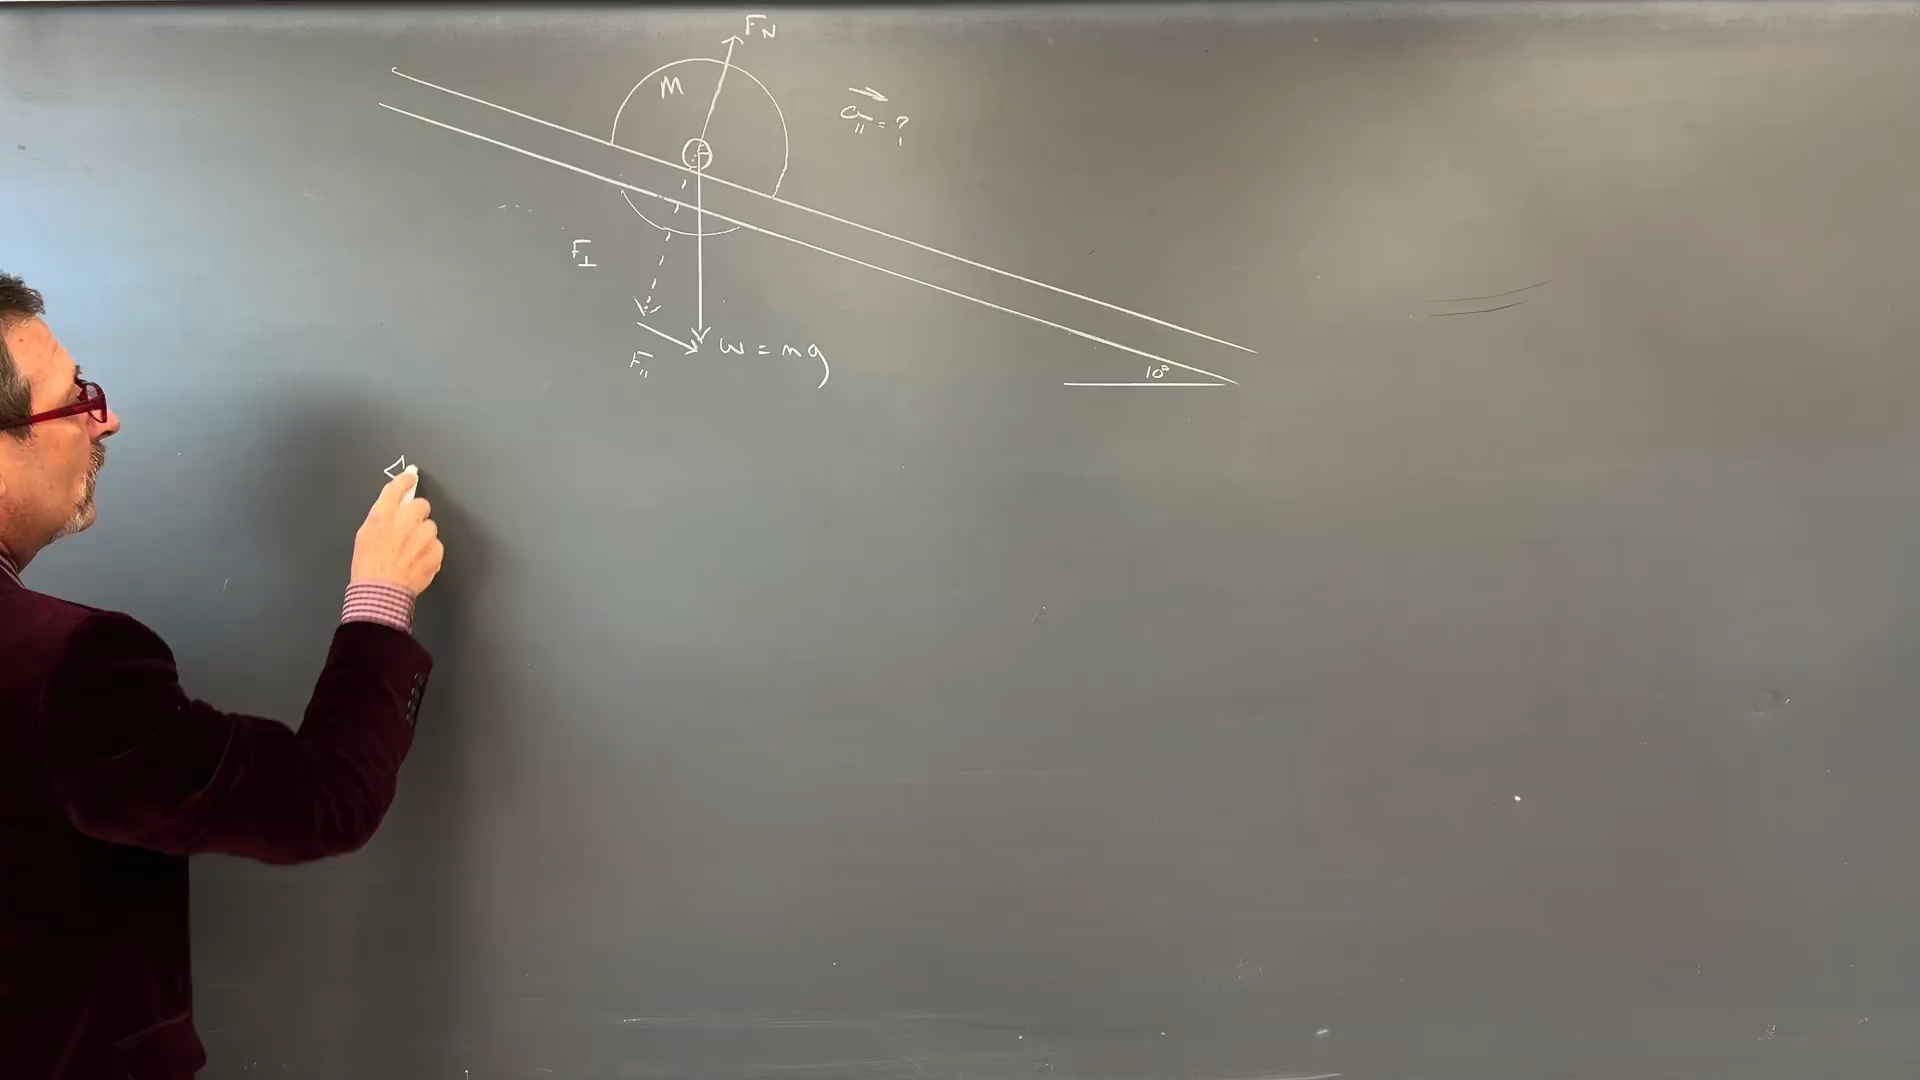 F_N
M
a_∥ = ?
F_⊥
W = mg
F_∥
10°